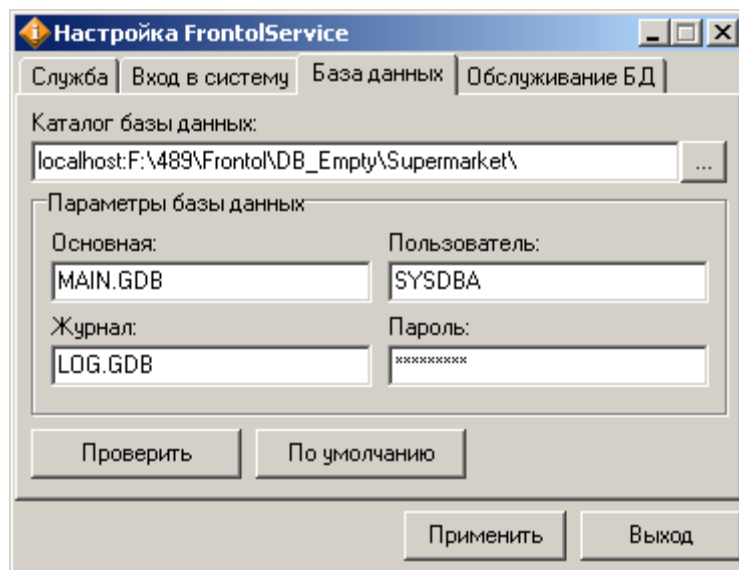 Настройка FrontolService
Служба Вход в систему База данных Обслуживание БД
Каталог базы данных:
localhost:F:\489\Frontol\DB_Empty\Supermarket\ ...
Параметры базы данных
Основная: Пользователь:
MAIN.GDB SYSDBA
Журнал: Пароль:
LOG.GDB *********
Проверить По умолчанию
Применить Выход